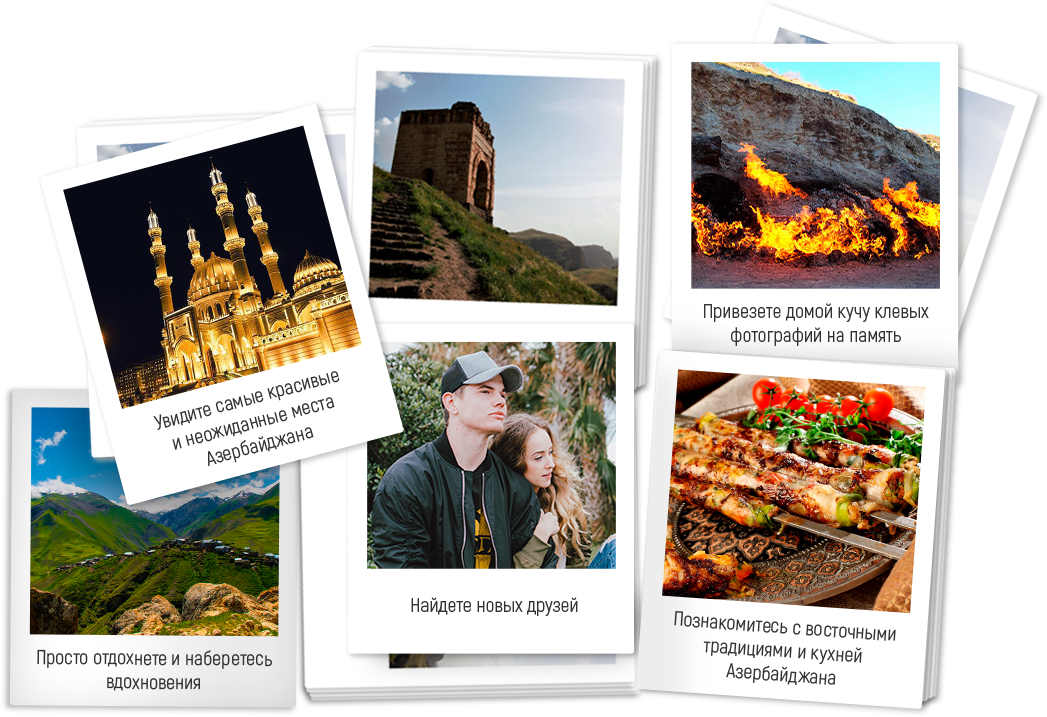 Увидите самые красивые
и неожиданные места
Азербайджана
Просто отдохнете и наберетесь
вдохновения
Найдете новых друзей
Привезете домой кучу клевых
фотографий на память
Познакомитесь с восточными
традициями и кухней
Азербайджана